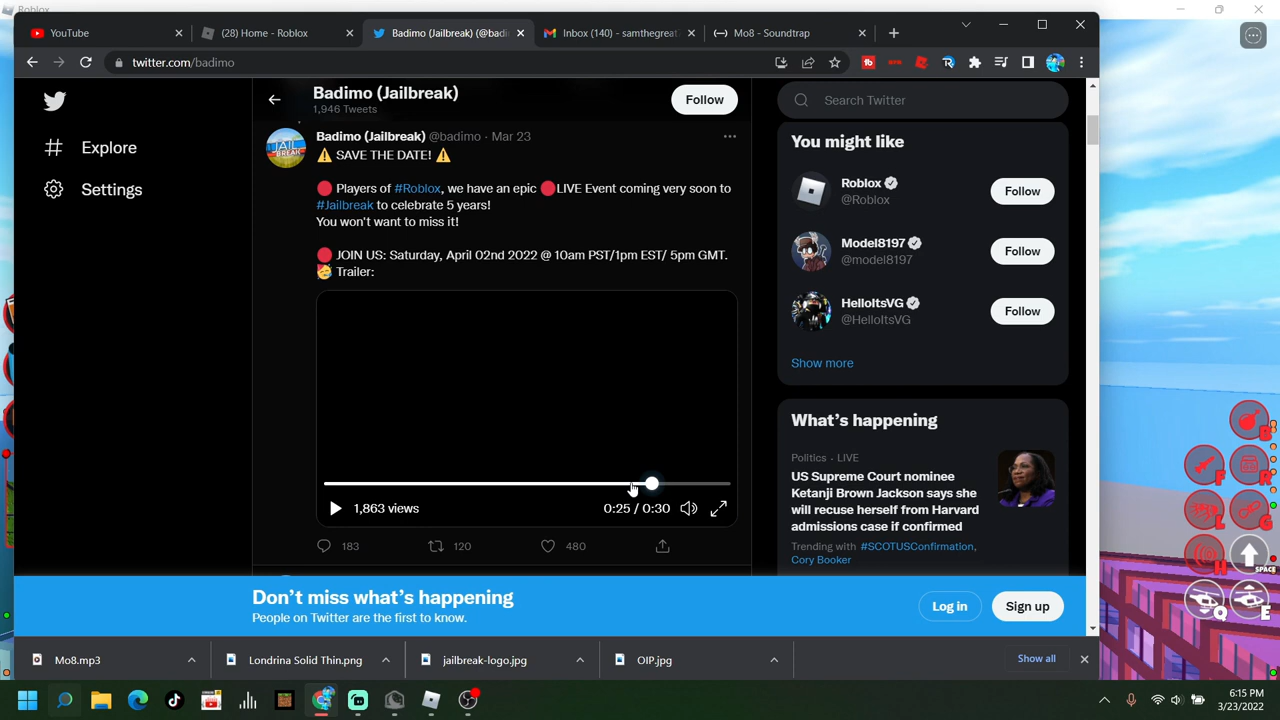 Roblox
YouTube
(28) Home - Roblox
Badimo (Jailbreak) (@badi
Inbox (140) - samthegreat
Mo8 - Soundtrap
twitter.com/badimo
Badimo (Jailbreak)
1,946 Tweets
Follow
Search Twitter
Explore
Settings
Badimo (Jailbreak) @badimo · Mar 23
⚠️ SAVE THE DATE! ⚠️
🔴 Players of #Roblox, we have an epic 🔴LIVE Event coming very soon to
#Jailbreak to celebrate 5 years!
You won't want to miss it!
🔴 JOIN US: Saturday, April 02nd 2022 @ 10am PST/1pm EST/ 5pm GMT.
🥳 Trailer:
1,863 views
0:25 / 0:30
183
120
480
You might like
Roblox
@Roblox
Follow
Model8197
@model8197
Follow
HelloItsVG
@HelloItsVG
Follow
Show more
What's happening
Politics · LIVE
US Supreme Court nominee
Ketanji Brown Jackson says she
will recuse herself from Harvard
admissions case if confirmed
Trending with #SCOTUSConfirmation,
Cory Booker
Don't miss what's happening
People on Twitter are the first to know.
Log in
Sign up
Mo8.mp3
Londrina Solid Thin.png
jailbreak-logo.jpg
OIP.jpg
Show all
B
F
R
L
G
H
SPACE
Q
E
6:15 PM
3/23/2022